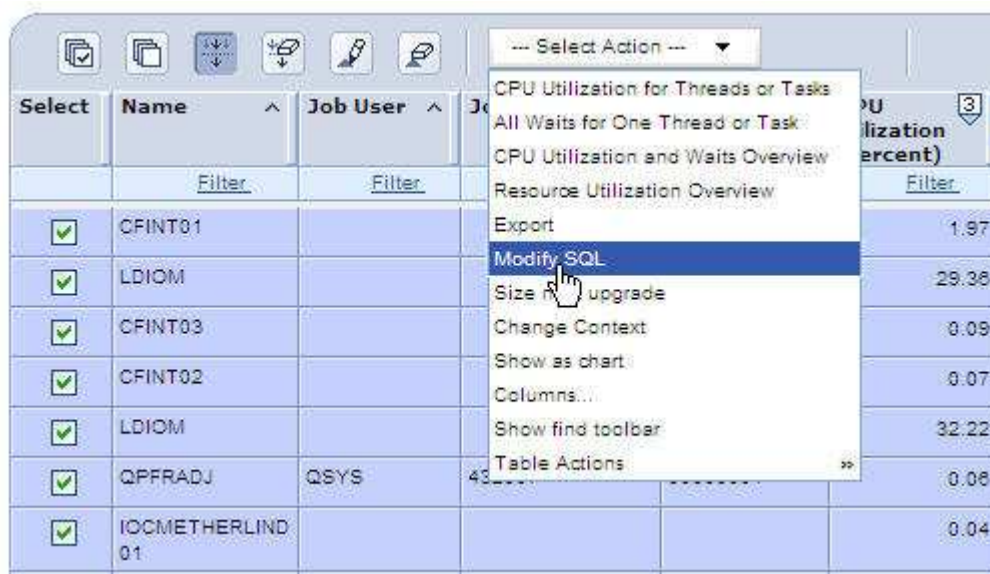 --- Select Action ---
Select Name Job User
3
Filter Filter Filter
CPU Utilization for Threads or Tasks
All Waits for One Thread or Task
CPU Utilization and Waits Overview
Resource Utilization Overview
Export
Modify SQL
Size upgrade
Change Context
Show as chart
Columns...
Show find toolbar
Table Actions »
CFINT01 1.97
LDIOM 29.36
CFINT03 0.09
CFINT02 0.07
LDIOM 32.22
QPFRADJ QSYS 0.06
IOCMETHERLIND 0.04
01